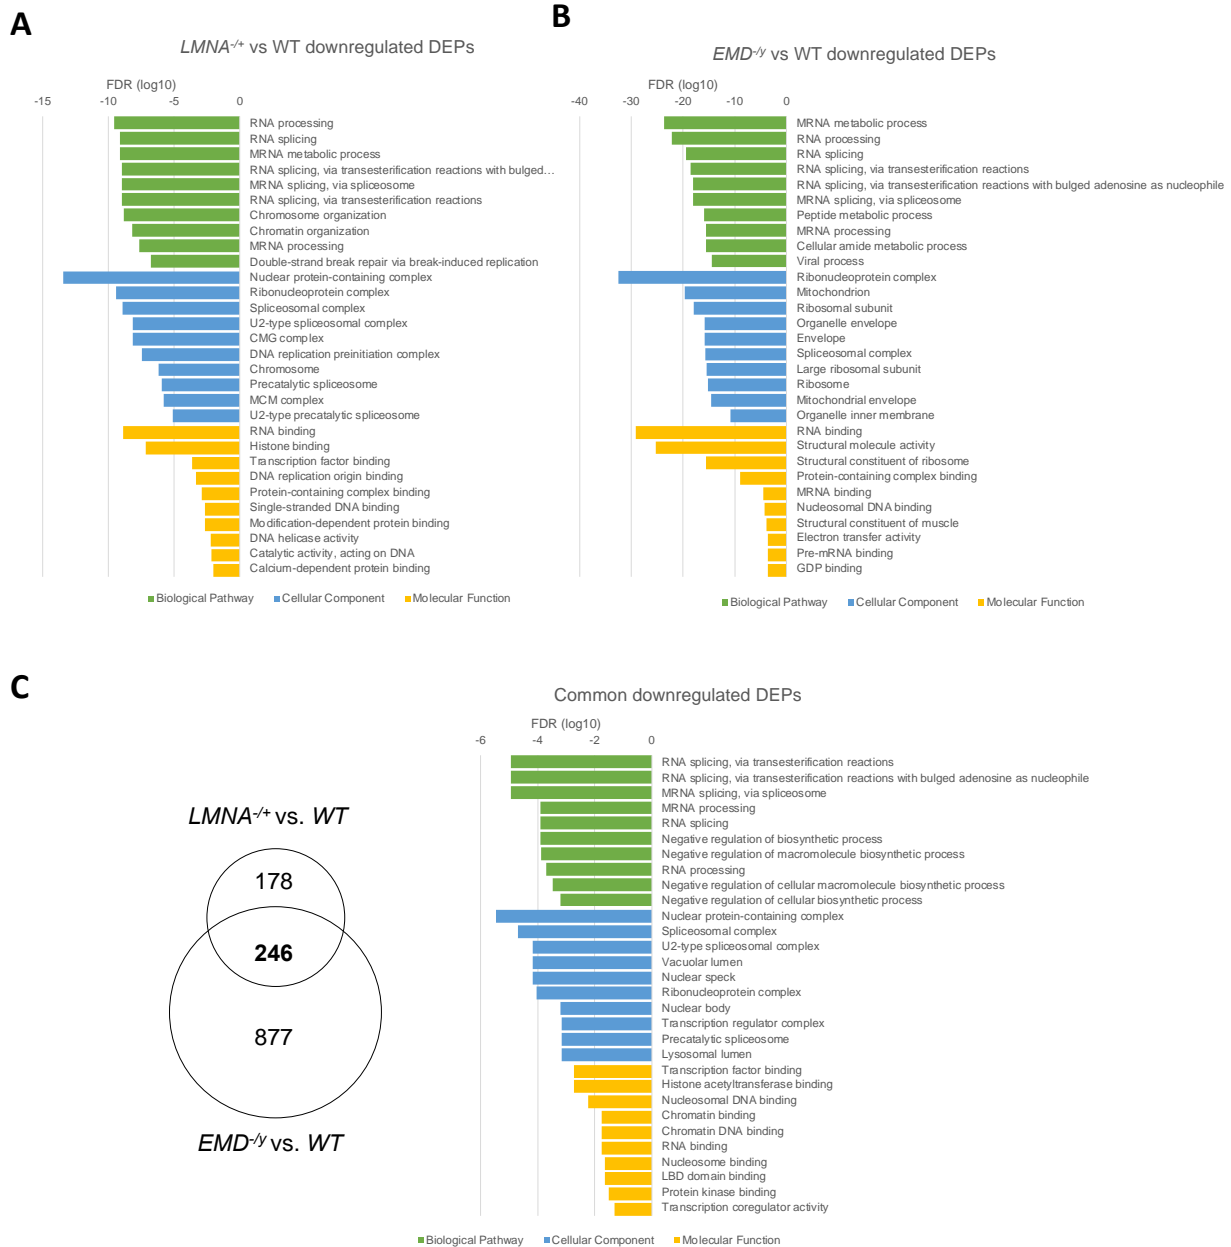 A
LMNA-/+ vs WT downregulated DEPs
FDR (log10)
-15 -10 -5 0
RNA processing
RNA splicing
MRNA metabolic process
RNA splicing, via transesterification reactions with bulged…
MRNA splicing, via spliceosome
RNA splicing, via transesterification reactions
Chromosome organization
Chromatin organization
MRNA processing
Double-strand break repair via break-induced replication
Nuclear protein-containing complex
Ribonucleoprotein complex
Spliceosomal complex
U2-type spliceosomal complex
CMG complex
DNA replication preinitiation complex
Chromosome
Precatalytic spliceosome
MCM complex
U2-type precatalytic spliceosome
RNA binding
Histone binding
Transcription factor binding
DNA replication origin binding
Protein-containing complex binding
Single-stranded DNA binding
Modification-dependent protein binding
DNA helicase activity
Catalytic activity, acting on DNA
Calcium-dependent protein binding
Biological Pathway Cellular Component Molecular Function
B
EMD-/y vs WT downregulated DEPs
FDR (log10)
-40 -30 -20 -10 0
MRNA metabolic process
RNA processing
RNA splicing
RNA splicing, via transesterification reactions
RNA splicing, via transesterification reactions with bulged adenosine as nucleophile
MRNA splicing, via spliceosome
Peptide metabolic process
MRNA processing
Cellular amide metabolic process
Viral process
Ribonucleoprotein complex
Mitochondrion
Ribosomal subunit
Organelle envelope
Envelope
Spliceosomal complex
Large ribosomal subunit
Ribosome
Mitochondrial envelope
Organelle inner membrane
RNA binding
Structural molecule activity
Structural constituent of ribosome
Protein-containing complex binding
MRNA binding
Nucleosomal DNA binding
Structural constituent of muscle
Electron transfer activity
Pre-mRNA binding
GDP binding
Biological Pathway Cellular Component Molecular Function
C
LMNA-/+ vs. WT
178
246
877
EMD-/y vs. WT
Common downregulated DEPs
FDR (log10)
-6 -4 -2 0
RNA splicing, via transesterification reactions
RNA splicing, via transesterification reactions with bulged adenosine as nucleophile
MRNA splicing, via spliceosome
MRNA processing
RNA splicing
Negative regulation of biosynthetic process
Negative regulation of macromolecule biosynthetic process
RNA processing
Negative regulation of cellular macromolecule biosynthetic process
Negative regulation of cellular biosynthetic process
Nuclear protein-containing complex
Spliceosomal complex
U2-type spliceosomal complex
Vacuolar lumen
Nuclear speck
Ribonucleoprotein complex
Nuclear body
Transcription regulator complex
Precatalytic spliceosome
Lysosomal lumen
Transcription factor binding
Histone acetyltransferase binding
Nucleosomal DNA binding
Chromatin binding
Chromatin DNA binding
RNA binding
Nucleosome binding
LBD domain binding
Protein kinase binding
Transcription coregulator activity
Biological Pathway Cellular Component Molecular Function